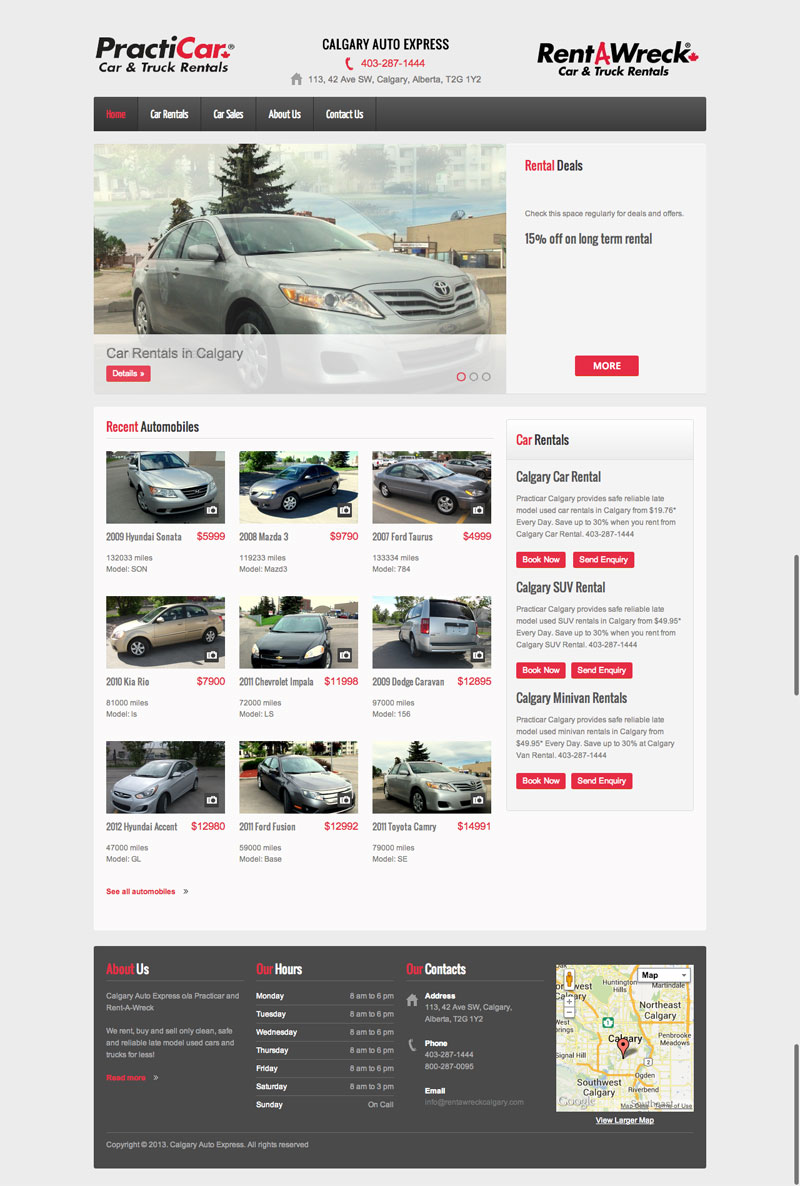 PractiCar®
Car & Truck Rentals
CALGARY AUTO EXPRESS
403-287-1444
113, 42 Ave SW, Calgary, Alberta, T2G 1Y2
RentAWreck®
Car & Truck Rentals
Home
Car Rentals
Car Sales
About Us
Contact Us
Car Rentals in Calgary
Details »
Rental Deals
Check this space regularly for deals and offers.
15% off on long term rental
MORE
Recent Automobiles
2009 Hyundai Sonata $5999
132033 miles
Model: SON
2008 Mazda 3 $9790
119233 miles
Model: Mazd3
2007 Ford Taurus $4999
133334 miles
Model: 784
2010 Kia Rio $7900
81000 miles
Model: ls
2011 Chevrolet Impala $11998
72000 miles
Model: LS
2009 Dodge Caravan $12895
97000 miles
Model: 156
2012 Hyundai Accent $12980
47000 miles
Model: GL
2011 Ford Fusion $12992
59000 miles
Model: Base
2011 Toyota Camry $14991
79000 miles
Model: SE
See all automobiles »
Car Rentals
Calgary Car Rental
Practicar Calgary provides safe reliable late
model used car rentals in Calgary from $19.76*
Every Day. Save up to 30% when you rent from
Calgary Car Rental. 403-287-1444
Book Now
Send Enquiry
Calgary SUV Rental
Practicar Calgary provides safe reliable late
model used SUV rentals in Calgary from $49.95*
Every Day. Save up to 30% when you rent from
Calgary SUV Rental. 403-287-1444
Book Now
Send Enquiry
Calgary Minivan Rentals
Practicar Calgary provides safe reliable late
model used minivan rentals in Calgary from
$49.95* Every Day. Save up to 30% at Calgary
Van Rental. 403-287-1444
Book Now
Send Enquiry
About Us
Calgary Auto Express o/a Practicar and
Rent-A-Wreck
We rent, buy and sell only clean, safe
and reliable late model used cars and
trucks for less!
Read more »
Our Hours
Monday 8 am to 6 pm
Tuesday 8 am to 6 pm
Wednesday 8 am to 6 pm
Thursday 8 am to 6 pm
Friday 8 am to 6 pm
Saturday 8 am to 3 pm
Sunday On Call
Our Contacts
Address
113, 42 Ave SW, Calgary,
Alberta, T2G 1Y2
Phone
403-287-1444
800-287-0095
Email
info@rentawreckcalgary.com
Map
Huntington
Hills
Martindale
Northeast
Calgary
West
Springs
1
Calgary
Penbrooke
Meadows
Signal Hill
2
Ogden
Riverbend
Southwest
Calgary
Google
Southeast
Map Data
Terms of Use
View Larger Map
Copyright © 2013. Calgary Auto Express. All rights reserved